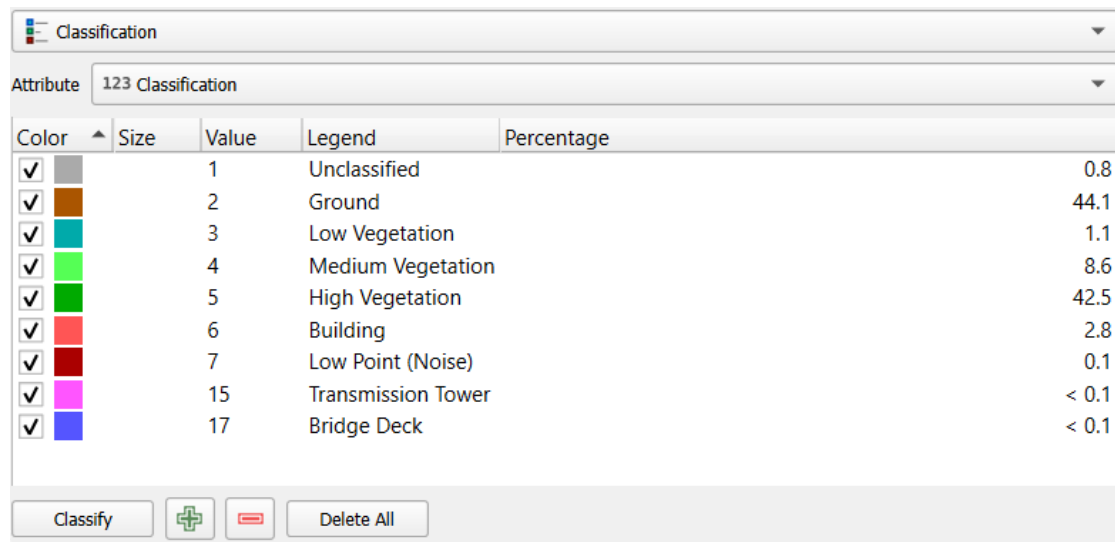 Classification
Attribute 123 Classification
Color Size Value Legend Percentage
1 Unclassified 0.8
2 Ground 44.1
3 Low Vegetation 1.1
4 Medium Vegetation 8.6
5 High Vegetation 42.5
6 Building 2.8
7 Low Point (Noise) 0.1
15 Transmission Tower < 0.1
17 Bridge Deck < 0.1
Classify Delete All